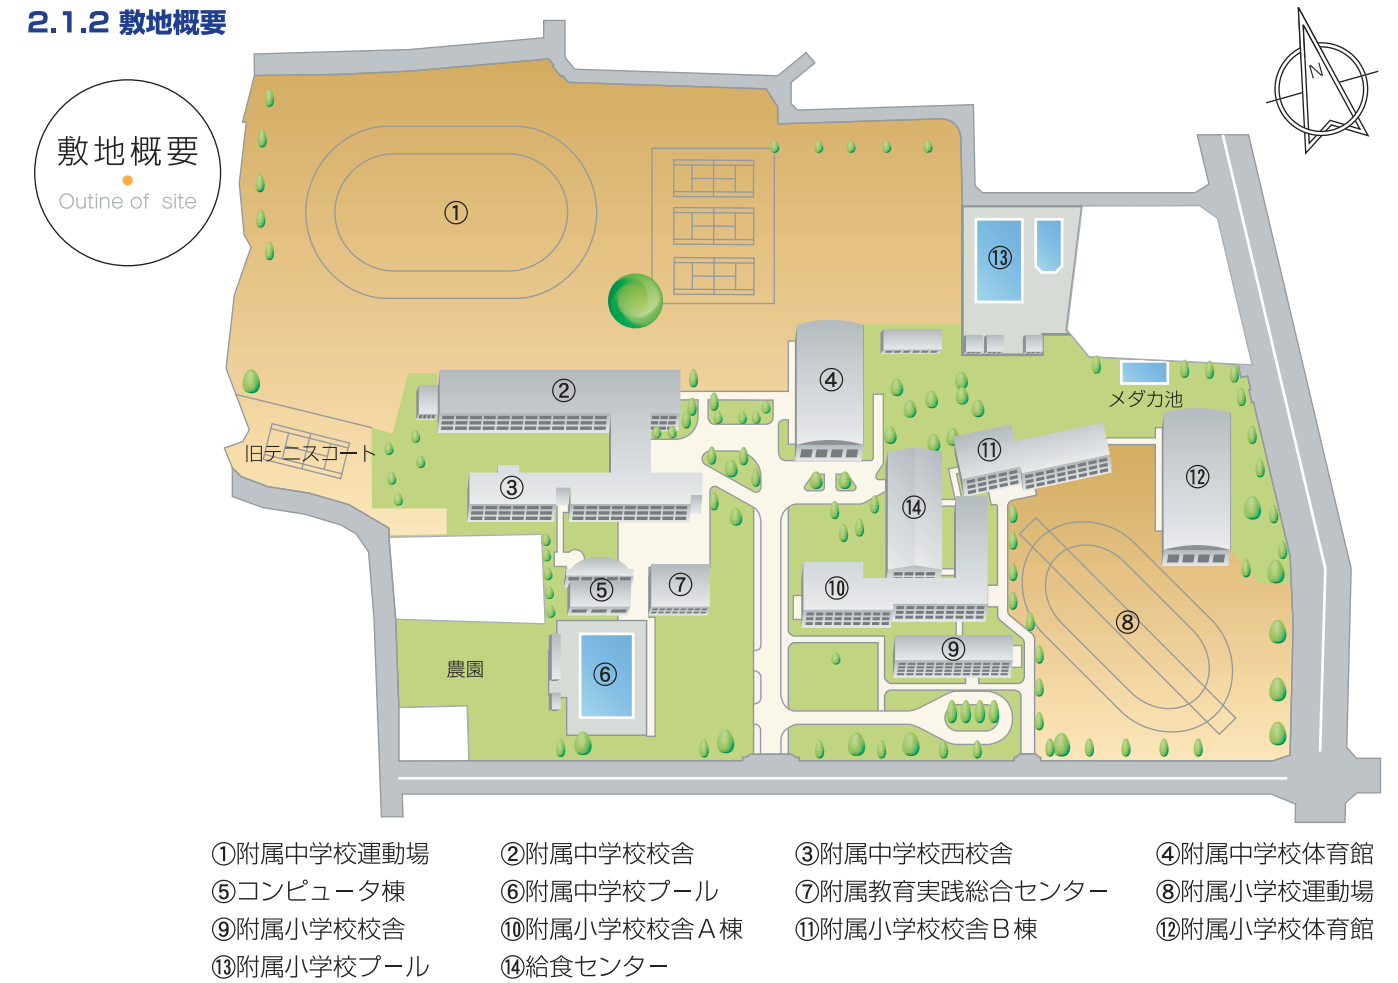 2.1.2 敷地概要
敷地概要
Outine of site
N
①
⑬
②
④
メダカ池
旧テニスコート
⑪
③
⑫
⑭
⑤
⑦
⑩
⑧
⑨
農園
⑥
①附属中学校運動場 ②附属中学校校舎 ③附属中学校西校舎 ④附属中学校体育館
⑤コンピュータ棟 ⑥附属中学校プール ⑦附属教育実践総合センター ⑧附属小学校運動場
⑨附属小学校校舎 ⑩附属小学校校舎A棟 ⑪附属小学校校舎B棟 ⑫附属小学校体育館
⑬附属小学校プール ⑭給食センター